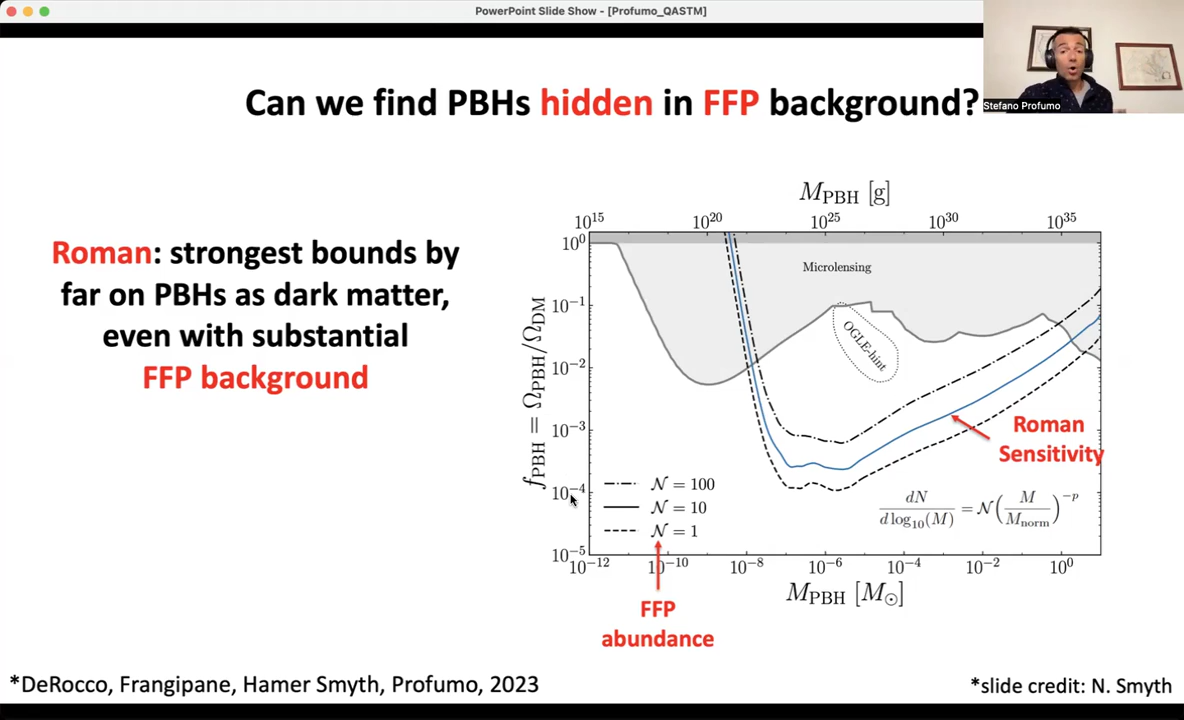 PowerPoint Slide Show - [Profumo_QASTM]
Stefano Profumo
Can we find PBHs hidden in FFP background?
Roman: strongest bounds by
far on PBHs as dark matter,
even with substantial
FFP background
M_PBH [g]
10^15 10^20 10^25 10^30 10^35
f_PBH = Ω_PBH/Ω_DM
10^0
10^-1
10^-2
10^-3
10^-4
10^-5
Microlensing
OGLE-hint
Roman
Sensitivity
𝒩 = 100
𝒩 = 10
𝒩 = 1
dN/d log_10(M) = 𝒩(M/M_norm)^-p
10^-12 10^-10 10^-8 10^-6 10^-4 10^-2 10^0
M_PBH [M_⊙]
FFP
abundance
*DeRocco, Frangipane, Hamer Smyth, Profumo, 2023
*slide credit: N. Smyth